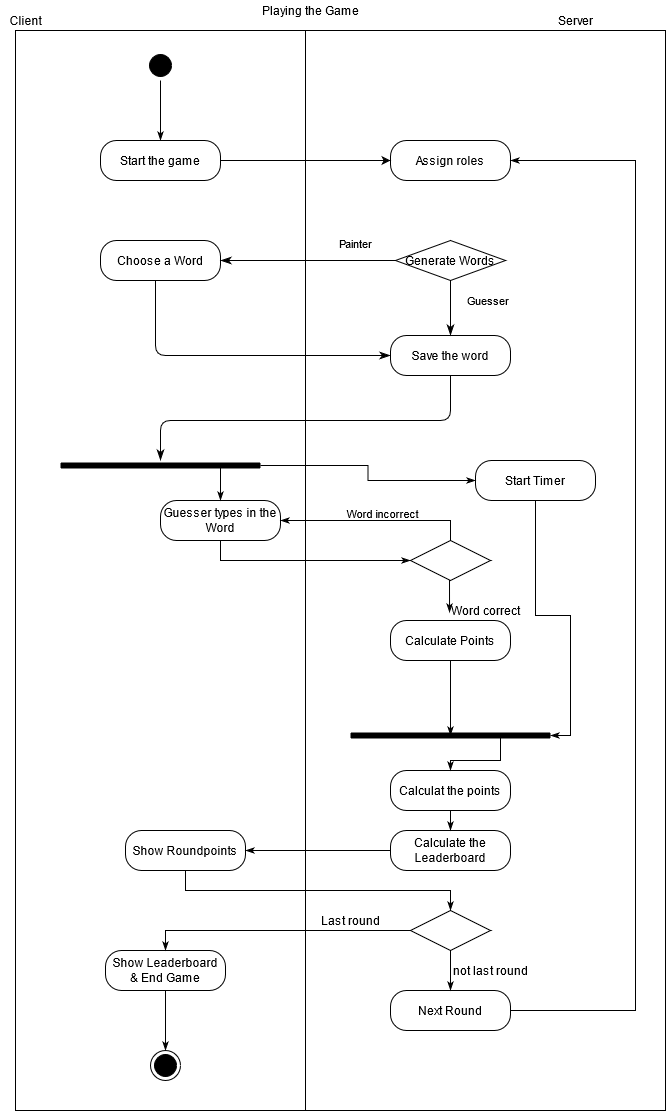 Playing the Game
Client
Server
Start the game
Assign roles
Painter
Choose a Word
Generate Words
Guesser
Save the word
Start Timer
Guesser types in the
Word
Word incorrect
Word correct
Calculate Points
Calculat the points
Calculate the
Leaderboard
Show Roundpoints
Last round
Show Leaderboard
& End Game
not last round
Next Round